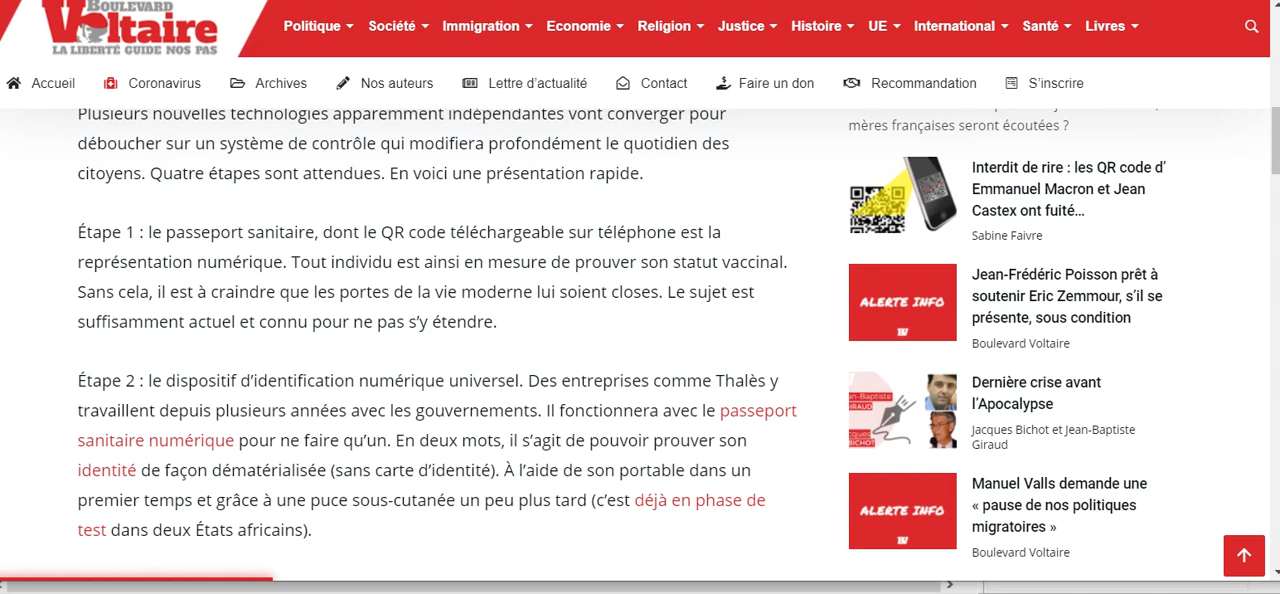 BOULEVARD
Voltaire
LA LIBERTÉ GUIDE NOS PAS
Politique Société Immigration Economie Religion Justice Histoire UE International Santé Livres
Accueil Coronavirus Archives Nos auteurs Lettre d’actualité Contact Faire un don Recommandation S’inscrire
Plusieurs nouvelles technologies apparemment indépendantes vont converger pour
déboucher sur un système de contrôle qui modifiera profondément le quotidien des
citoyens. Quatre étapes sont attendues. En voici une présentation rapide.
Étape 1 : le passeport sanitaire, dont le QR code téléchargeable sur téléphone est la
représentation numérique. Tout individu est ainsi en mesure de prouver son statut vaccinal.
Sans cela, il est à craindre que les portes de la vie moderne lui soient closes. Le sujet est
suffisamment actuel et connu pour ne pas s’y étendre.
Étape 2 : le dispositif d’identification numérique universel. Des entreprises comme Thalès y
travaillent depuis plusieurs années avec les gouvernements. Il fonctionnera avec le passeport
sanitaire numérique pour ne faire qu’un. En deux mots, il s’agit de pouvoir prouver son
identité de façon dématérialisée (sans carte d’identité). À l’aide de son portable dans un
premier temps et grâce à une puce sous-cutanée un peu plus tard (c’est déjà en phase de
test dans deux États africains).
mères françaises seront écoutées ?
Interdit de rire : les QR code d’
Emmanuel Macron et Jean
Castex ont fuité…
Sabine Faivre
ALERTE INFO
BV
Jean-Frédéric Poisson prêt à
soutenir Eric Zemmour, s’il se
présente, sous condition
Boulevard Voltaire
Jean-Baptiste
GIRAUD
Jacques
BICHOT
Dernière crise avant
l’Apocalypse
Jacques Bichot et Jean-Baptiste
Giraud
ALERTE INFO
BV
Manuel Valls demande une
« pause de nos politiques
migratoires »
Boulevard Voltaire